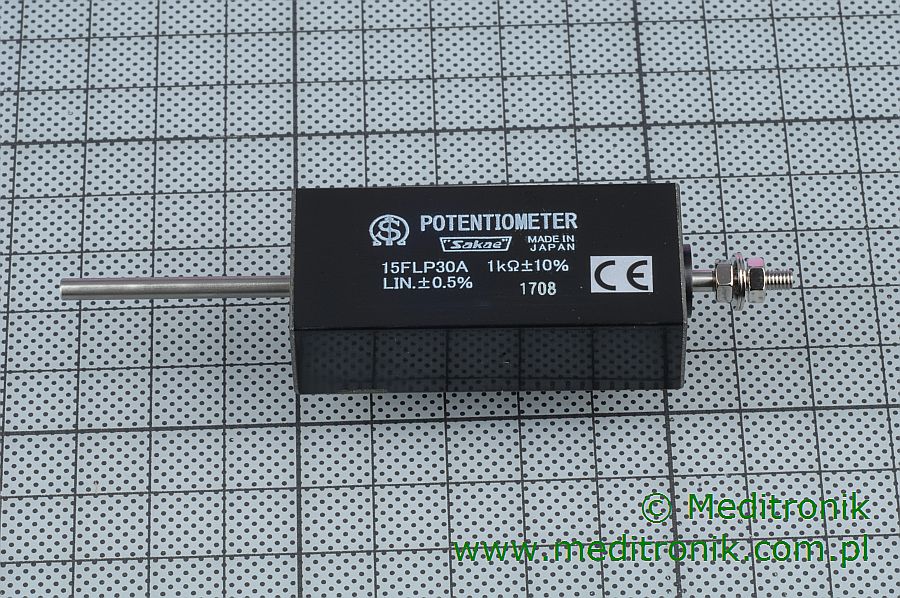 POTENTIOMETER
Sakae MADE IN JAPAN
15FLP30A 1kΩ±10%
LIN.±0.5% 1708
CE
© Meditronik
www.meditronik.com.pl